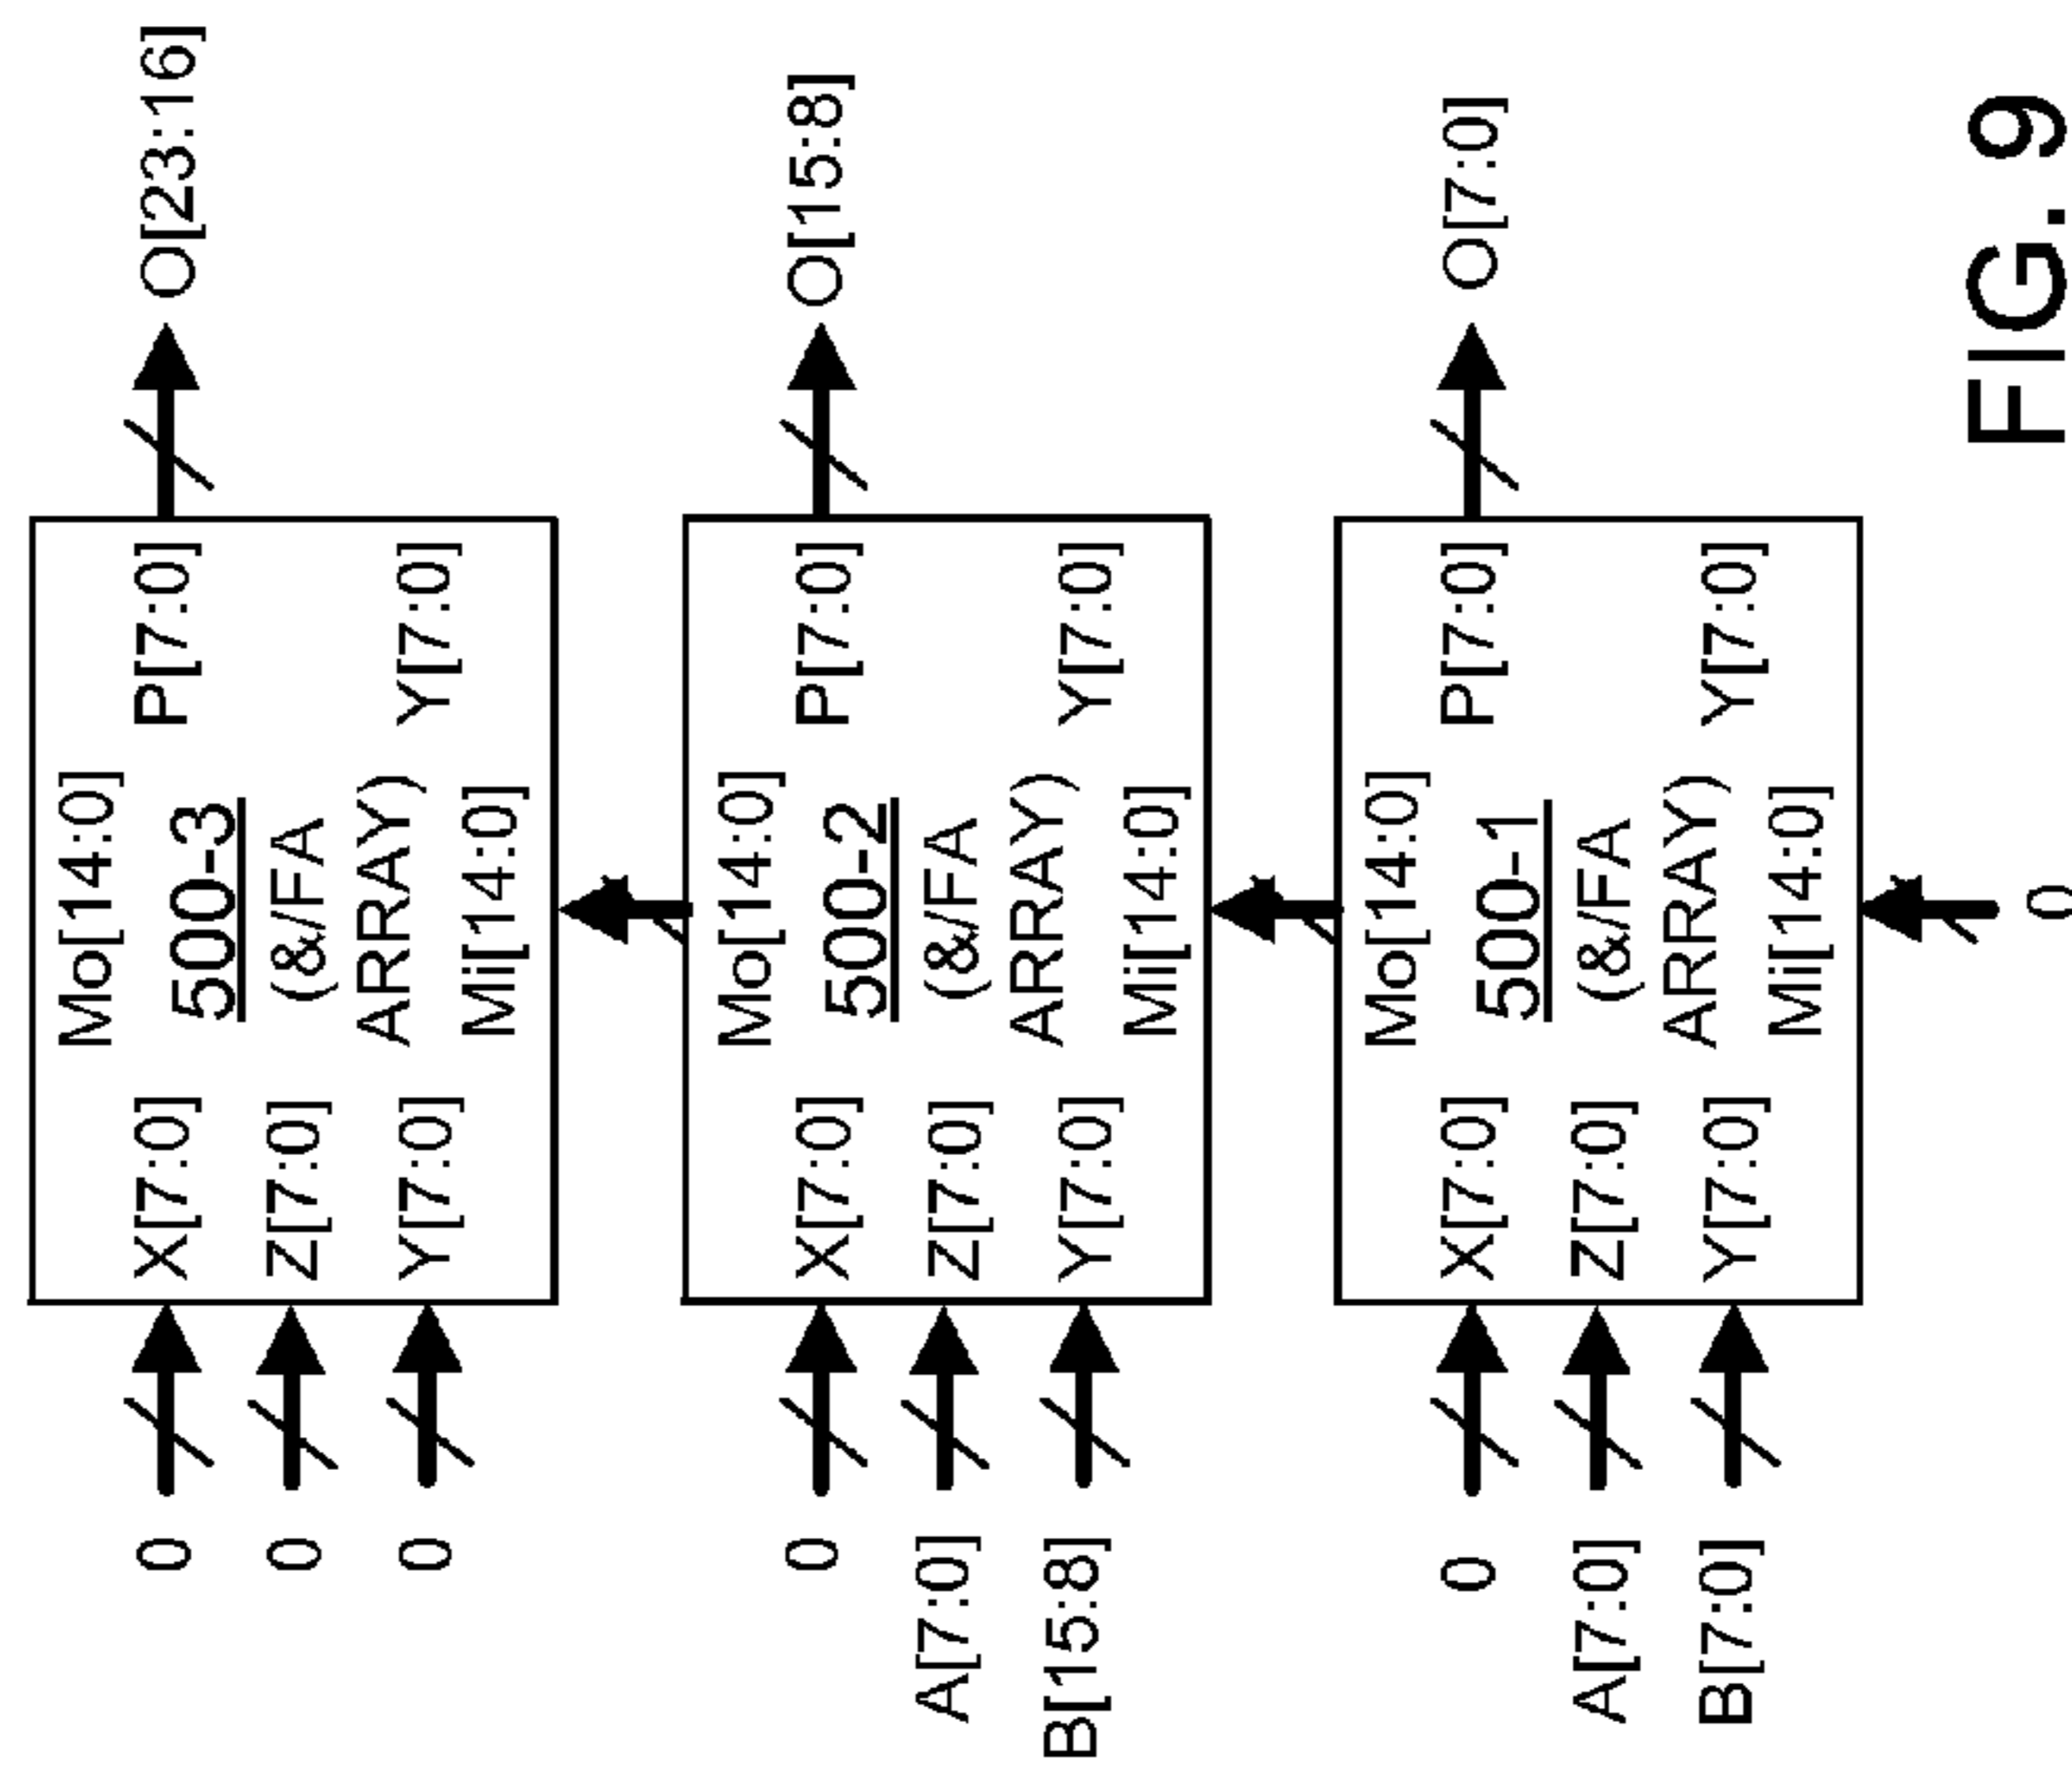 Mo[14:0]
0 X[7:0] 500-3 P[7:0] O[23:16]
0 Z[7:0] (&/FA
0 Y[7:0] ARRAY) Y[7:0]
Mi[14:0]
Mo[14:0]
0 X[7:0] 500-2 P[7:0] O[15:8]
A[7:0] Z[7:0] (&/FA
B[15:8] Y[7:0] ARRAY) Y[7:0]
Mi[14:0]
Mo[14:0]
0 X[7:0] 500-1 P[7:0] O[7:0]
A[7:0] Z[7:0] (&/FA
B[7:0] Y[7:0] ARRAY) Y[7:0]
Mi[14:0]
0
FIG. 9